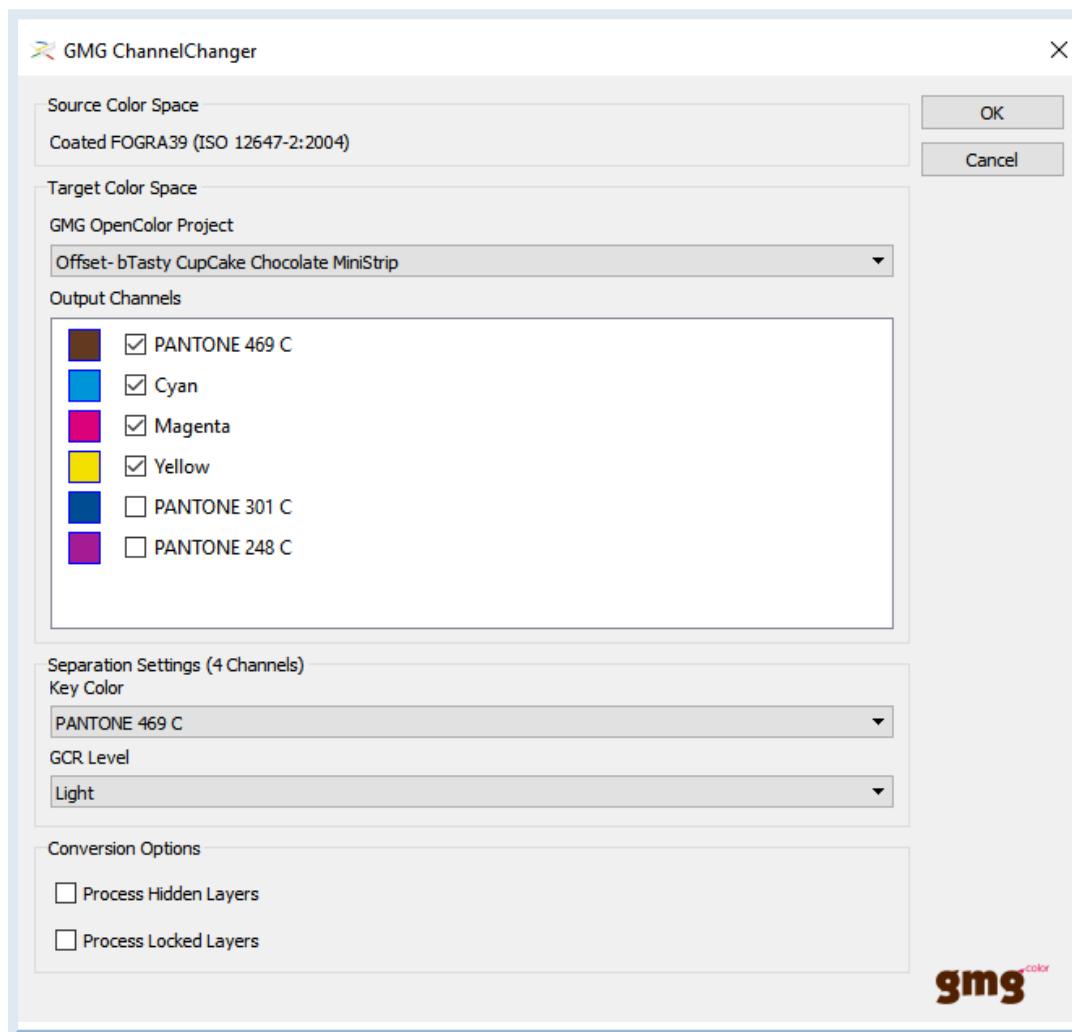 GMG ChannelChanger
Source Color Space
Coated FOGRA39 (ISO 12647-2:2004)
OK
Cancel
Target Color Space
GMG OpenColor Project
Offset- bTasty CupCake Chocolate MiniStrip
Output Channels
PANTONE 469 C
Cyan
Magenta
Yellow
PANTONE 301 C
PANTONE 248 C
Separation Settings (4 Channels)
Key Color
PANTONE 469 C
GCR Level
Light
Conversion Options
Process Hidden Layers
Process Locked Layers
gmg color